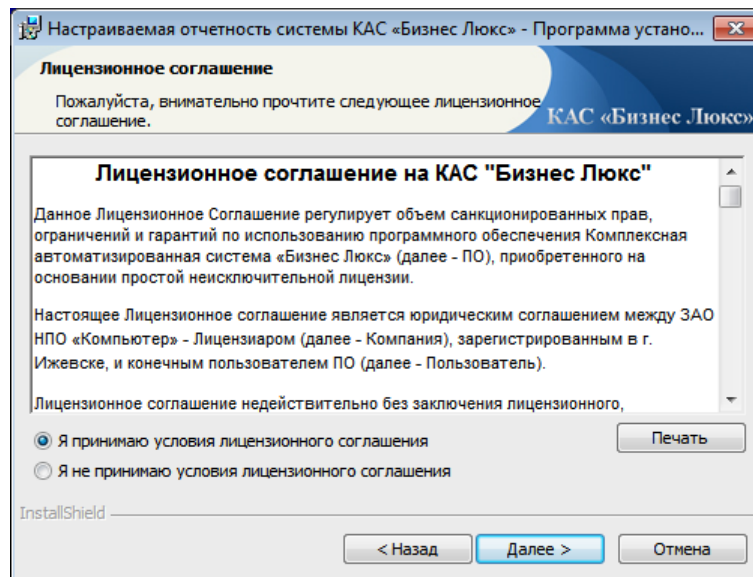 Настраиваемая отчетность системы КАС «Бизнес Люкс» - Программа устано...
Лицензионное соглашение
Пожалуйста, внимательно прочтите следующее лицензионное
соглашение.
КАС «Бизнес Люкс»
Лицензионное соглашение на КАС "Бизнес Люкс"
Данное Лицензионное Соглашение регулирует объем санкционированных прав,
ограничений и гарантий по использованию программного обеспечения Комплексная
автоматизированная система «Бизнес Люкс» (далее - ПО), приобретенного на
основании простой неисключительной лицензии.
Настоящее Лицензионное соглашение является юридическим соглашением между ЗАО
НПО «Компьютер» - Лицензиаром (далее - Компания), зарегистрированным в г.
Ижевске, и конечным пользователем ПО (далее - Пользователь).
Лицензионное соглашение недействительно без заключения лицензионного,
Я принимаю условия лицензионного соглашения
Печать
Я не принимаю условия лицензионного соглашения
InstallShield
< Назад
Далее >
Отмена